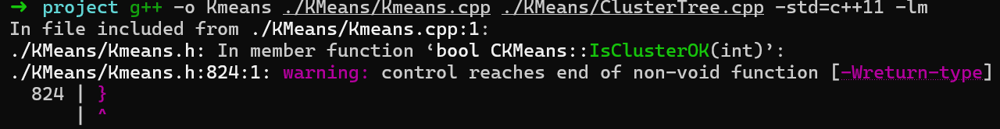 ➜ project g++ -o Kmeans ./KMeans/Kmeans.cpp ./KMeans/ClusterTree.cpp -std=c++11 -lm
In file included from ./KMeans/Kmeans.cpp:1:
./KMeans/Kmeans.h: In member function ‘bool CKMeans::IsClusterOK(int)’:
./KMeans/Kmeans.h:824:1: warning: control reaches end of non-void function [-Wreturn-type]
824 | }
| ^